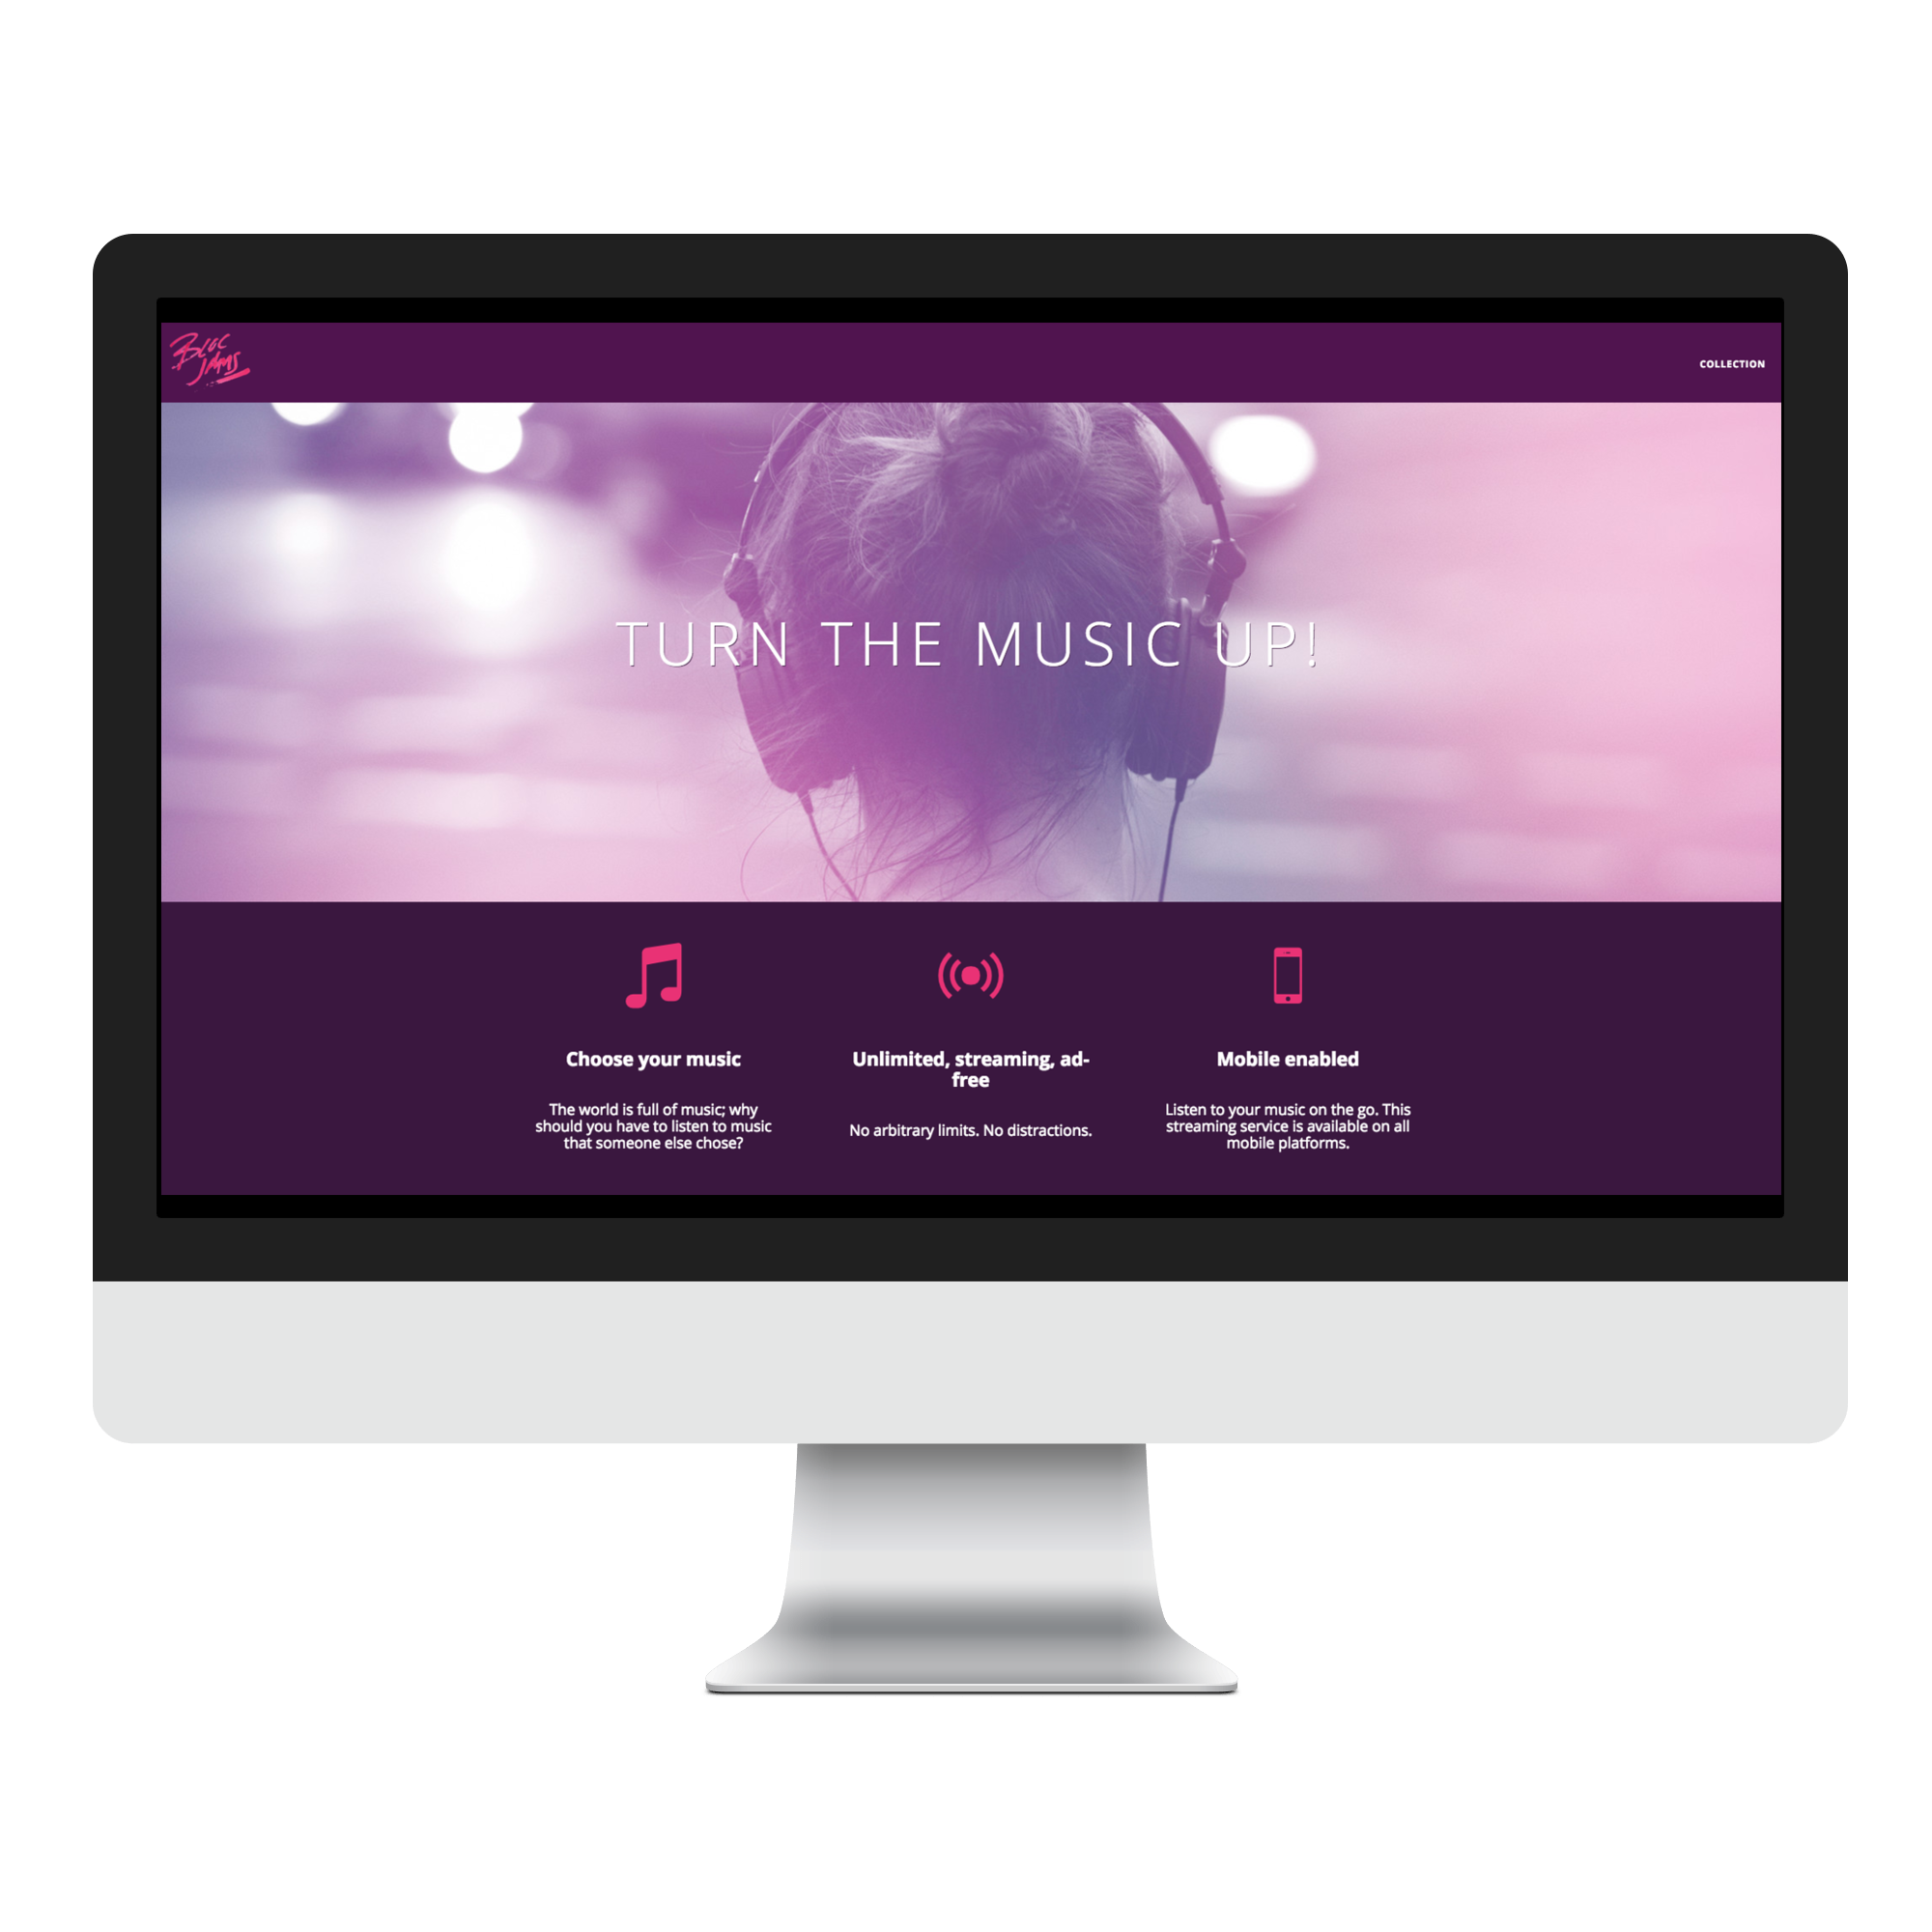 Bloc
Jams
COLLECTION
TURN THE MUSIC UP!
Choose your music
The world is full of music; why
should you have to listen to music
that someone else chose?
Unlimited, streaming, ad-
free
No arbitrary limits. No distractions.
Mobile enabled
Listen to your music on the go. This
streaming service is available on all
mobile platforms.